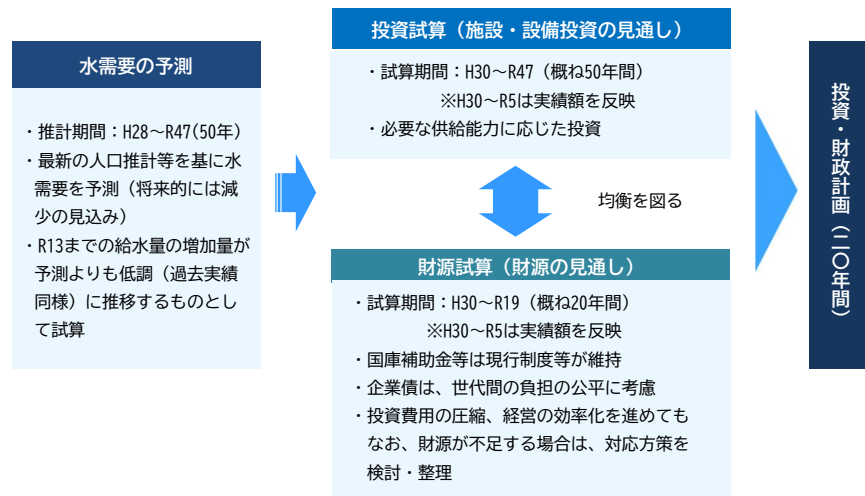 水需要の予測
・推計期間：H28～R47(50年)
・最新の人口推計等を基に水
需要を予測（将来的には減
少の見込み）
・R13までの給水量の増加量が
予測よりも低調（過去実績
同様）に推移するものとし
て試算
投資試算（施設・設備投資の見通し）
・試算期間：H30～R47（概ね50年間）
※H30～R5は実績額を反映
・必要な供給能力に応じた投資
均衡を図る
財源試算（財源の見通し）
・試算期間：H30～R19（概ね20年間）
※H30～R5は実績額を反映
・国庫補助金等は現行制度等が維持
・企業債は、世代間の負担の公平に考慮
・投資費用の圧縮、経営の効率化を進めても
なお、財源が不足する場合は、対応方策を
検討・整理
投資・財政計画（二〇年間）